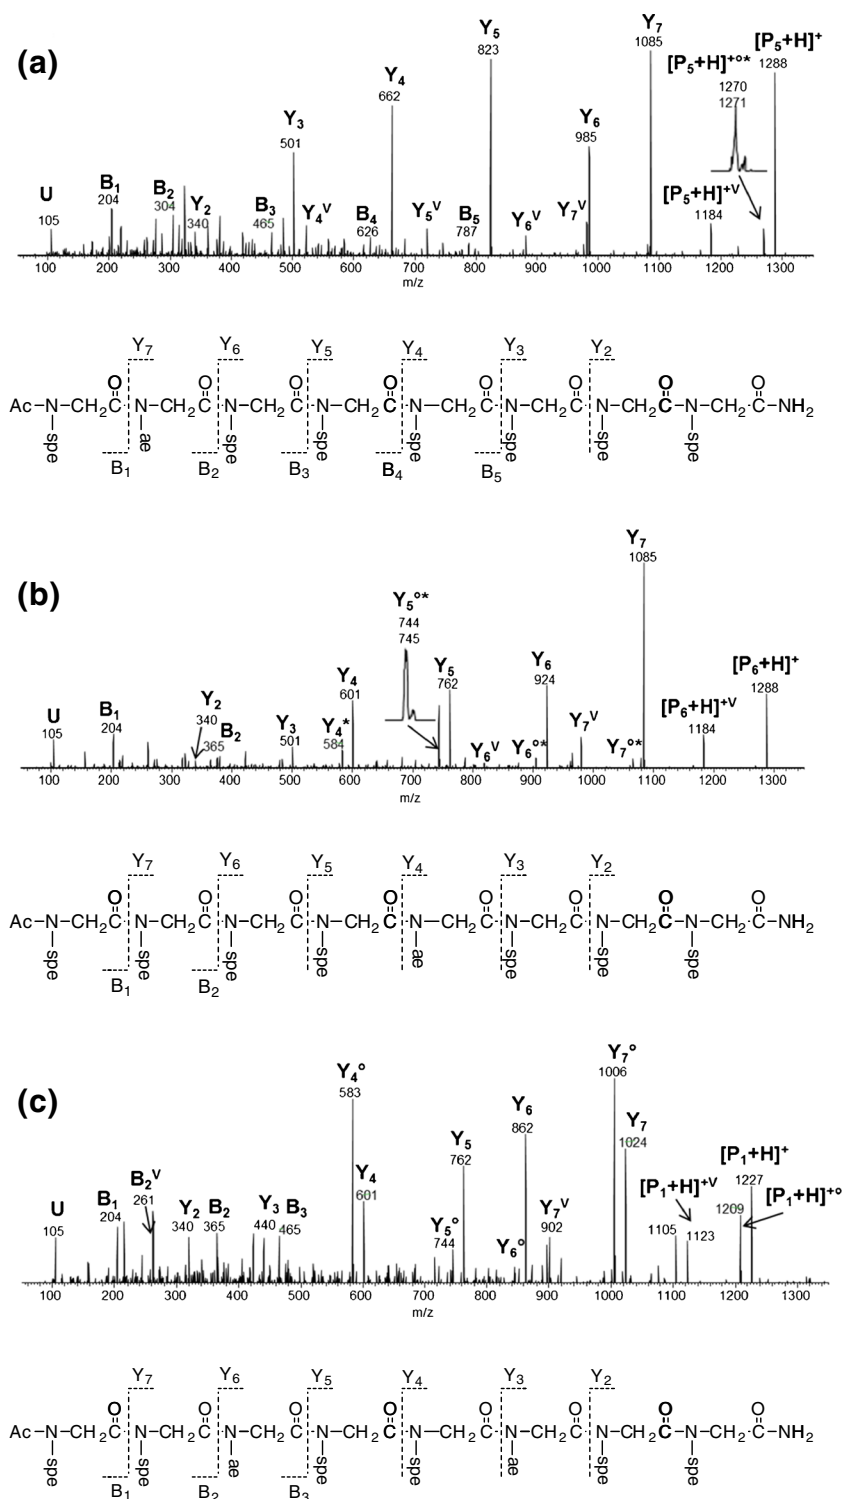 (a)
U
105
B1
204
B2
304
Y2
340
B3
465
Y3
501
Y4V
B4
626
Y4
662
Y5V
B5
787
Y5
823
Y6V
Y7V
Y6
985
Y7
1085
[P5+H]+V
1184
[P5+H]+o*
1270
1271
[P5+H]+
1288
100 200 300 400 500 600 700 800 900 1000 1100 1200 1300
m/z
Y7 Y6 Y5 Y4 Y3 Y2
O O O O O O O O
Ac–N–CH2C–N–CH2C–N–CH2C–N–CH2C–N–CH2C–N–CH2C–N–CH2C–N–CH2C–NH2
spe ae spe spe spe spe spe spe
B1 B2 B3 B4 B5
(b)
U
105
B1
204
Y2
340
365 B2
Y3
501
Y4*
584
Y4
601
Y5o*
744
745
Y5
762
Y6V
Y6o*
Y6
924
Y7V
Y7o*
Y7
1085
[P6+H]+V
1184
[P6+H]+
1288
100 200 300 400 500 600 700 800 900 1000 1100 1200 1300
m/z
Y7 Y6 Y5 Y4 Y3 Y2
O O O O O O O O
Ac–N–CH2C–N–CH2C–N–CH2C–N–CH2C–N–CH2C–N–CH2C–N–CH2C–N–CH2C–NH2
spe spe spe spe ae spe spe spe
B1 B2
(c)
U
105
B1
204
B2V
261
Y2
340
B2
365
Y3
440
B3
465
Y4o
583
Y4
601
Y5o
744
Y5
762
Y6o
Y6
862
Y7V
902
Y7o
1006
Y7
1024
[P1+H]+V
1105
1123
[P1+H]+
1227
1209
[P1+H]+o
100 200 300 400 500 600 700 800 900 1000 1100 1200 1300
m/z
Y7 Y6 Y5 Y4 Y3 Y2
O O O O O O O O
Ac–N–CH2C–N–CH2C–N–CH2C–N–CH2C–N–CH2C–N–CH2C–N–CH2C–N–CH2C–NH2
spe spe ae spe spe ae spe spe
B1 B2 B3